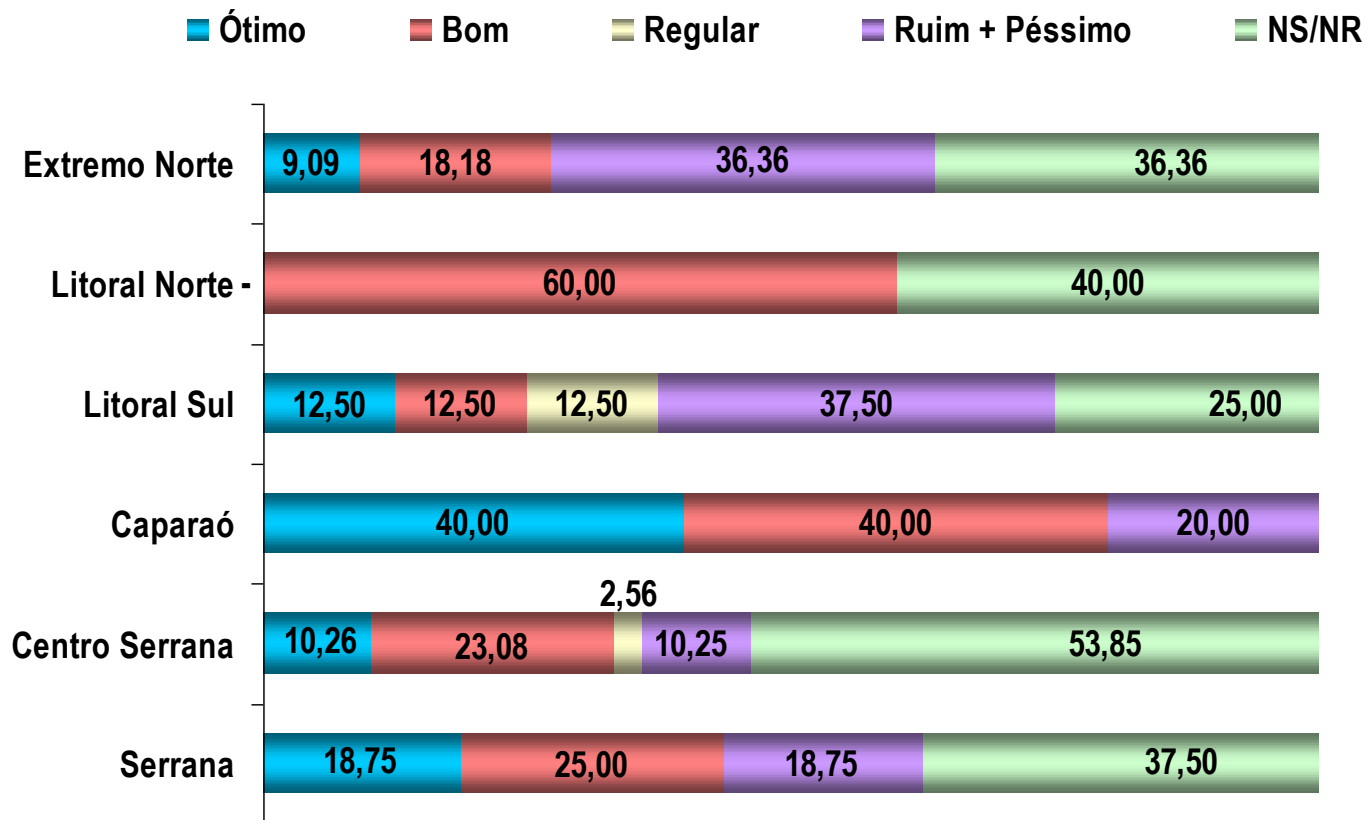 Ótimo Bom Regular Ruim + Péssimo NS/NR
Extremo Norte 9,09 18,18 36,36 36,36
Litoral Norte - 60,00 40,00
Litoral Sul 12,50 12,50 12,50 37,50 25,00
Caparaó 40,00 40,00 20,00
2,56
Centro Serrana 10,26 23,08 10,25 53,85
Serrana 18,75 25,00 18,75 37,50